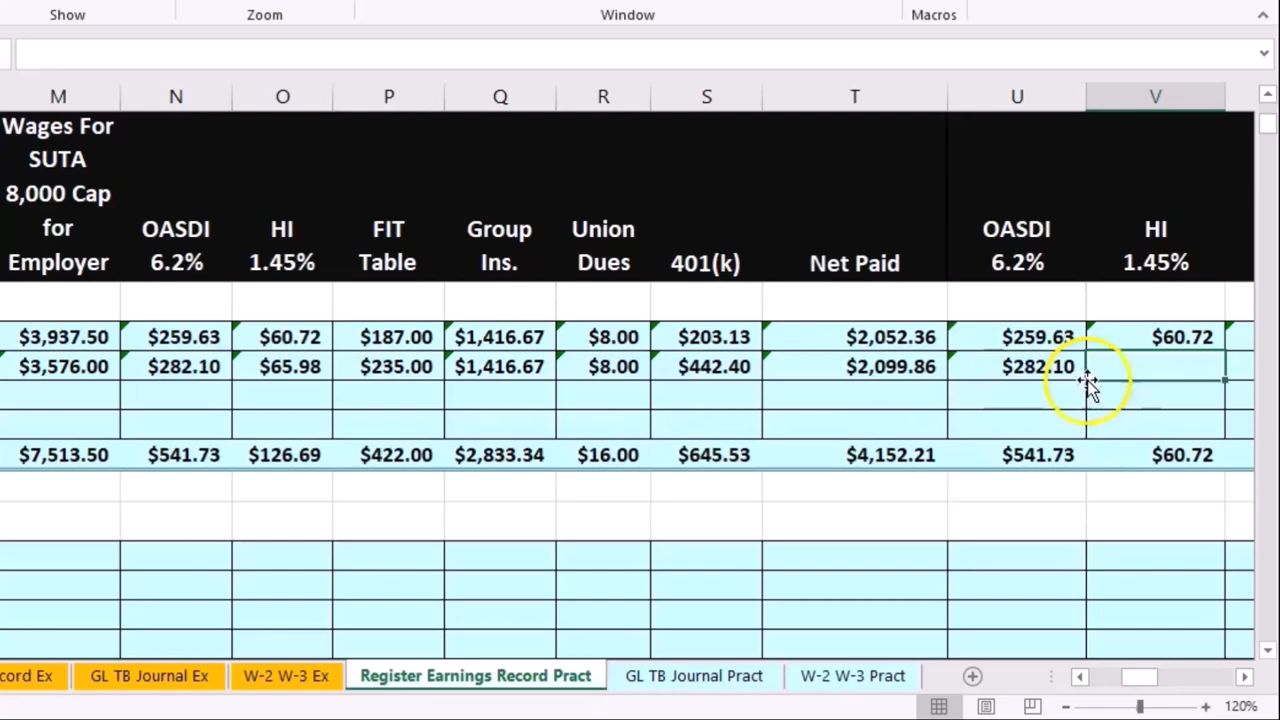 Show Zoom Window Macros
M N O P Q R S T U V
Wages For
SUTA
8,000 Cap
for OASDI HI FIT Group Union OASDI HI
Employer 6.2% 1.45% Table Ins. Dues 401(k) Net Paid 6.2% 1.45%
$3,937.50 $259.63 $60.72 $187.00 $1,416.67 $8.00 $203.13 $2,052.36 $259.63 $60.72
$3,576.00 $282.10 $65.98 $235.00 $1,416.67 $8.00 $442.40 $2,099.86 $282.10
$7,513.50 $541.73 $126.69 $422.00 $2,833.34 $16.00 $645.53 $4,152.21 $541.73 $60.72
cord Ex GL TB Journal Ex W-2 W-3 Ex Register Earnings Record Pract GL TB Journal Pract W-2 W-3 Pract
120%